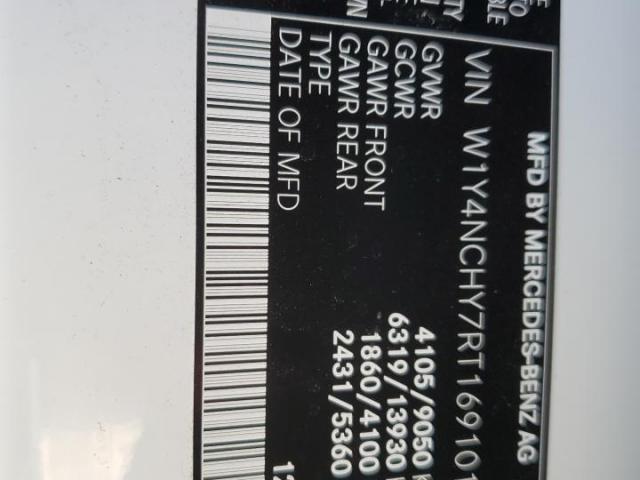 MFD BY MERCEDES-BENZ AG
VIN W1Y4NCHY7RT16910
GVWR 4105/9050
GCWR 6319/13930
GAWR FRONT 1860/4100
GAWR REAR 2431/5360
TYPE
DATE OF MFD 12